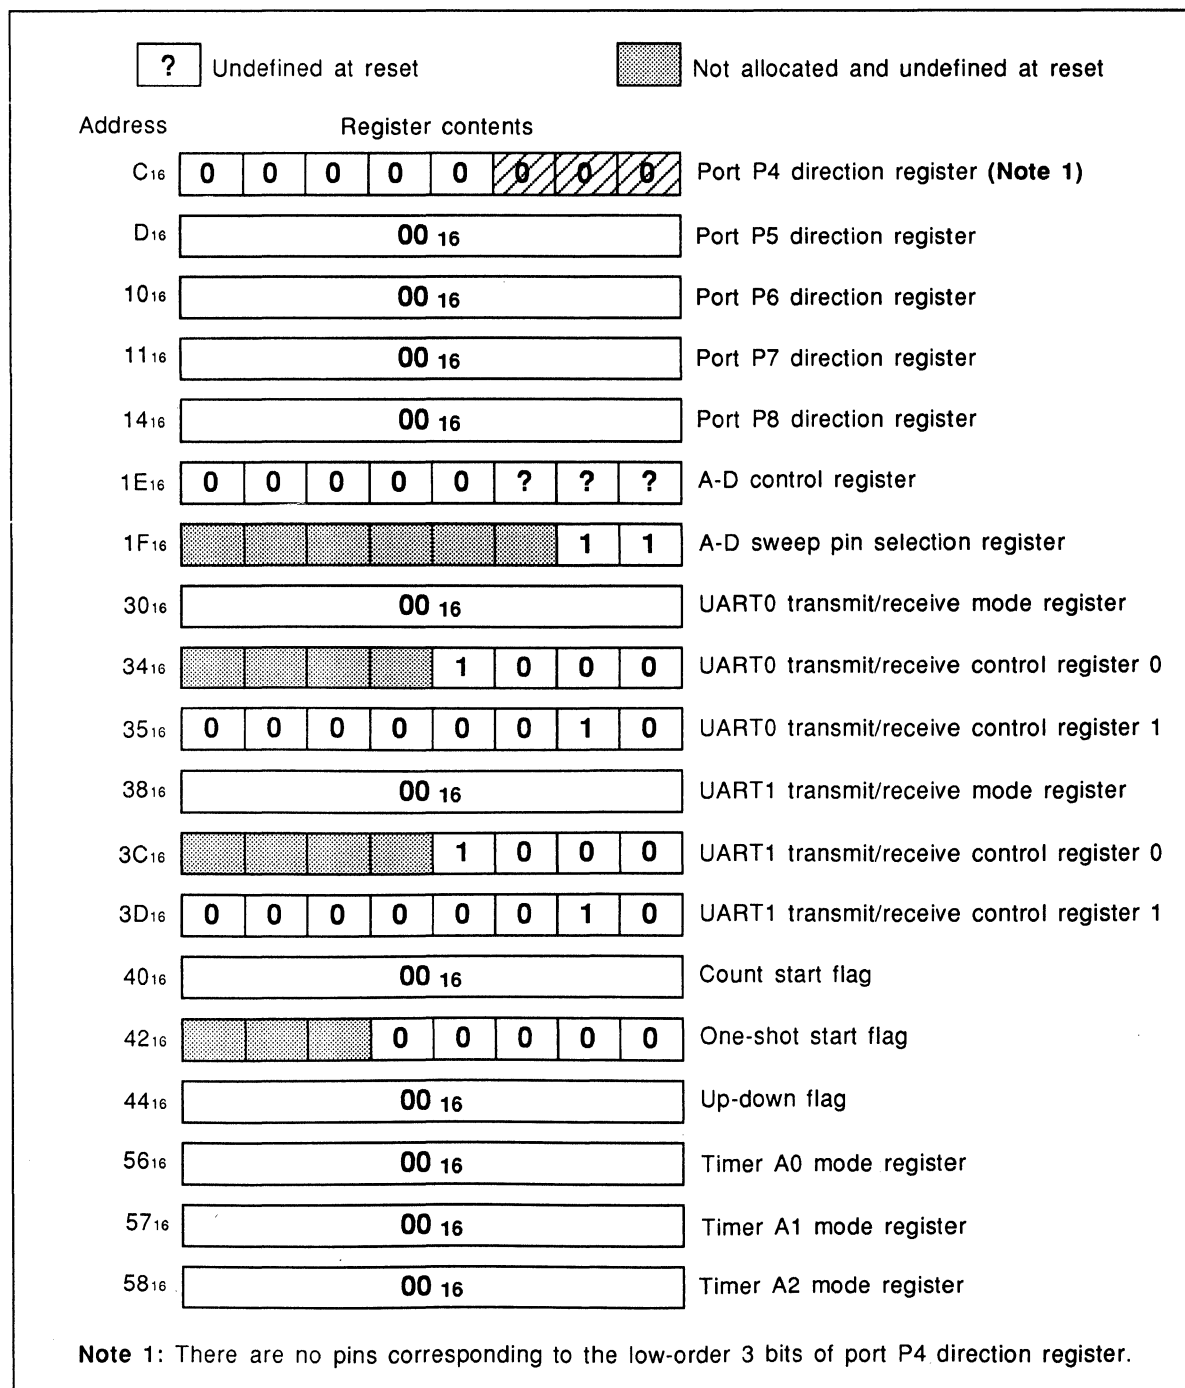 ? Undefined at reset Not allocated and undefined at reset
Address Register contents
C16 0 0 0 0 0 0 0 0 Port P4 direction register (Note 1)
D16 00 16 Port P5 direction register
1016 00 16 Port P6 direction register
1116 00 16 Port P7 direction register
1416 00 16 Port P8 direction register
1E16 0 0 0 0 0 ? ? ? A-D control register
1F16 1 1 A-D sweep pin selection register
3016 00 16 UART0 transmit/receive mode register
3416 1 0 0 0 UART0 transmit/receive control register 0
3516 0 0 0 0 0 0 1 0 UART0 transmit/receive control register 1
3816 00 16 UART1 transmit/receive mode register
3C16 1 0 0 0 UART1 transmit/receive control register 0
3D16 0 0 0 0 0 0 1 0 UART1 transmit/receive control register 1
4016 00 16 Count start flag
4216 0 0 0 0 0 One-shot start flag
4416 00 16 Up-down flag
5616 00 16 Timer A0 mode register
5716 00 16 Timer A1 mode register
5816 00 16 Timer A2 mode register
Note 1: There are no pins corresponding to the low-order 3 bits of port P4 direction register.